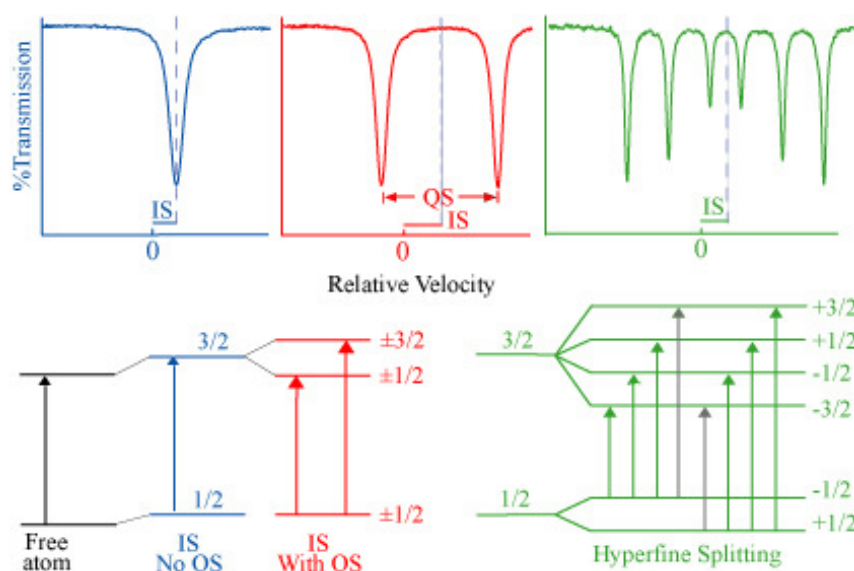 %Transmission
IS
0
QS
IS
0
IS
0
Relative Velocity
3/2
1/2
±3/2
±1/2
±1/2
3/2
1/2
+3/2
+1/2
-1/2
-3/2
-1/2
+1/2
Free
atom
IS
No QS
IS
With QS
Hyperfine Splitting